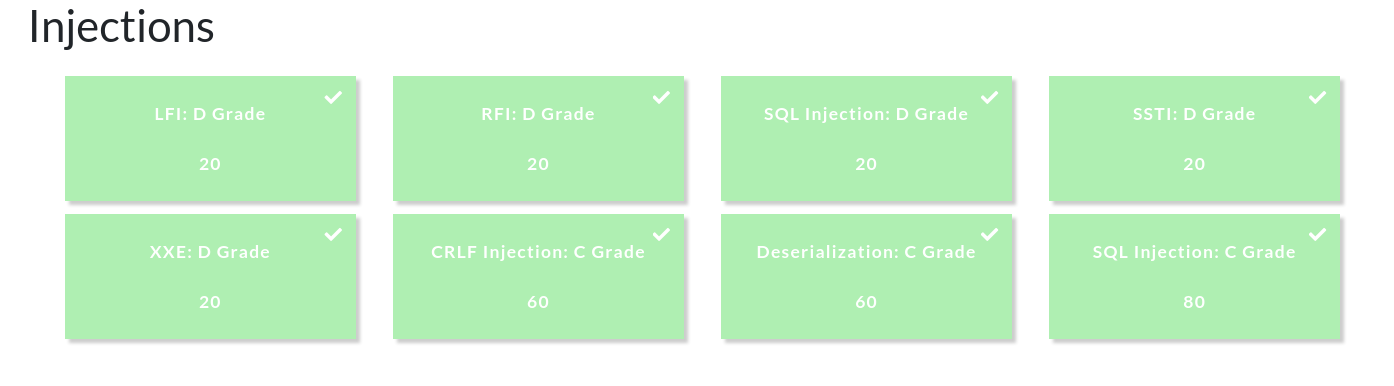 Injections
LFI: D Grade
20
RFI: D Grade
20
SQL Injection: D Grade
20
SSTI: D Grade
20
XXE: D Grade
20
CRLF Injection: C Grade
60
Deserialization: C Grade
60
SQL Injection: C Grade
80